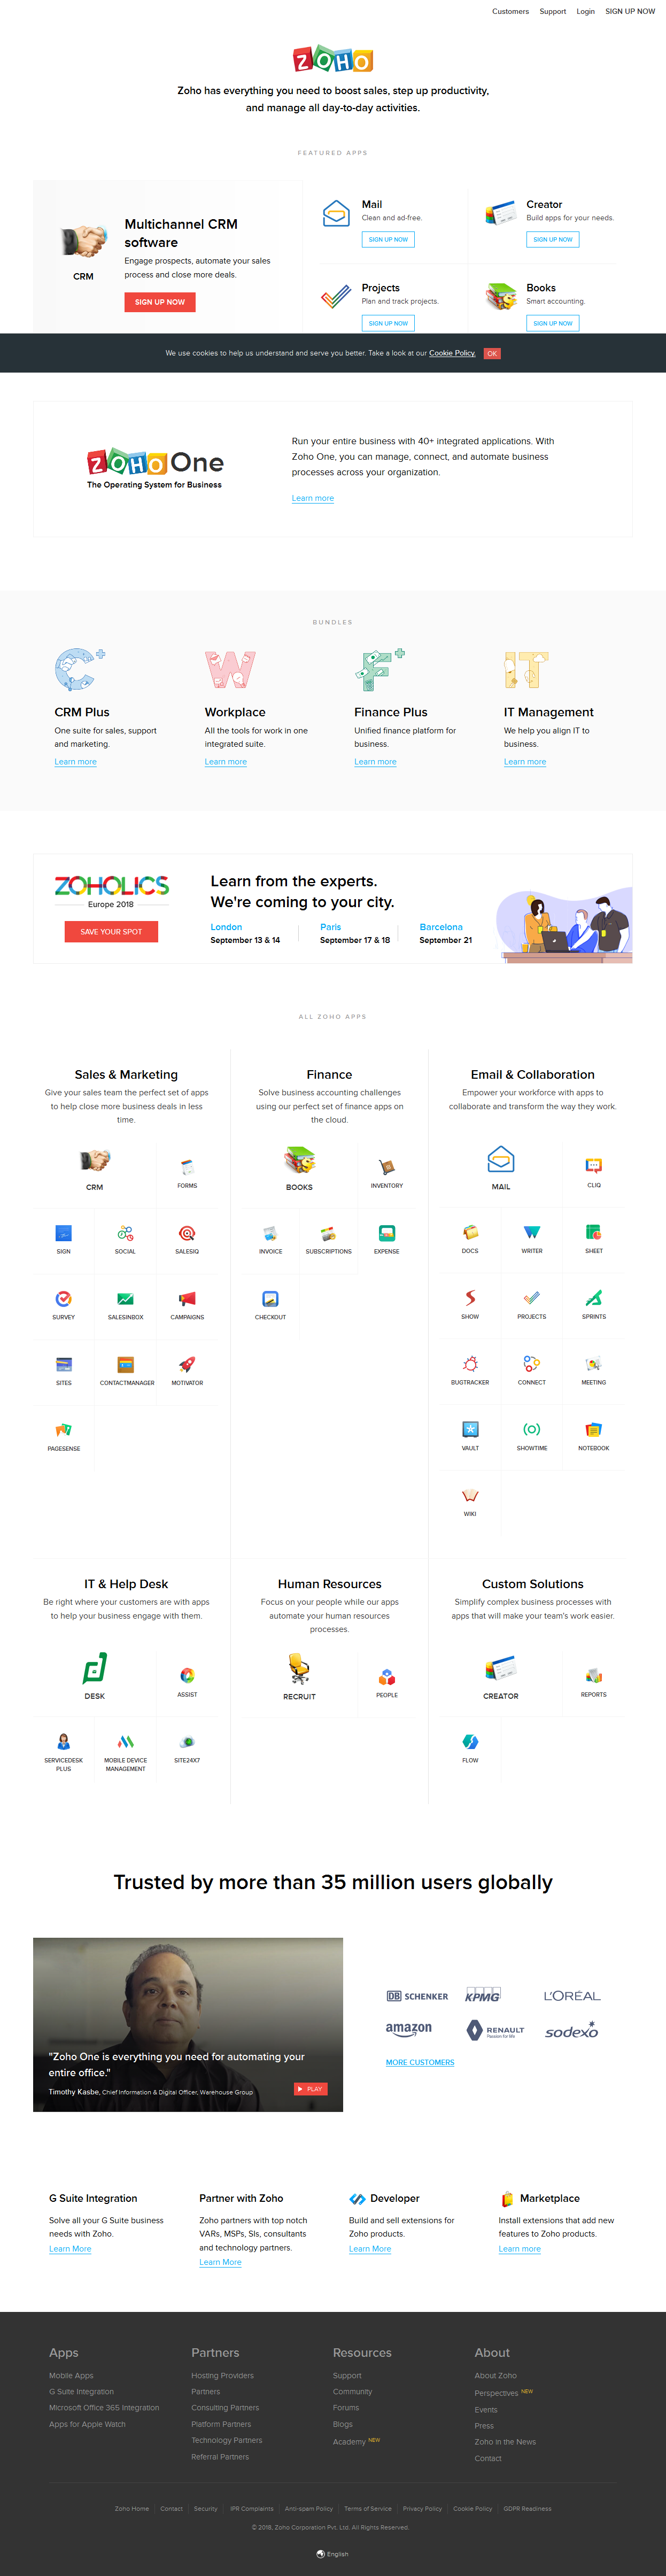 Customers Support Login SIGN UP NOW
ZOHO
Zoho has everything you need to boost sales, step up productivity,
and manage all day-to-day activities.
FEATURED APPS
CRM
Multichannel CRM
software
Engage prospects, automate your sales
process and close more deals.
SIGN UP NOW
Mail
Clean and ad-free.
SIGN UP NOW
Creator
Build apps for your needs.
SIGN UP NOW
Projects
Plan and track projects.
SIGN UP NOW
Books
Smart accounting.
SIGN UP NOW
We use cookies to help us understand and serve you better. Take a look at our Cookie Policy. OK
ZOHO One
The Operating System for Business
Run your entire business with 40+ integrated applications. With
Zoho One, you can manage, connect, and automate business
processes across your organization.
Learn more
BUNDLES
C+
CRM Plus
One suite for sales, support
and marketing.
Learn more
W
Workplace
All the tools for work in one
integrated suite.
Learn more
F+
Finance Plus
Unified finance platform for
business.
Learn more
IT
IT Management
We help you align IT to
business.
Learn more
ZOHOLICS
Europe 2018
SAVE YOUR SPOT
Learn from the experts.
We're coming to your city.
London
September 13 & 14
Paris
September 17 & 18
Barcelona
September 21
ALL ZOHO APPS
Sales & Marketing
Give your sales team the perfect set of apps
to help close more business deals in less
time.
CRM
FORMS
SIGN
SOCIAL
SALESIQ
SURVEY
SALESINBOX
CAMPAIGNS
SITES
CONTACTMANAGER
MOTIVATOR
PAGESENSE
Finance
Solve business accounting challenges
using our perfect set of finance apps on
the cloud.
BOOKS
INVENTORY
INVOICE
SUBSCRIPTIONS
EXPENSE
CHECKOUT
Email & Collaboration
Empower your workforce with apps to
collaborate and transform the way they work.
MAIL
CLIQ
DOCS
WRITER
SHEET
SHOW
PROJECTS
SPRINTS
BUGTRACKER
CONNECT
MEETING
VAULT
SHOWTIME
NOTEBOOK
WIKI
IT & Help Desk
Be right where your customers are with apps
to help your business engage with them.
DESK
ASSIST
SERVICEDESK
PLUS
MOBILE DEVICE
MANAGEMENT
SITE24X7
Human Resources
Focus on your people while our apps
automate your human resources
processes.
RECRUIT
PEOPLE
Custom Solutions
Simplify complex business processes with
apps that will make your team's work easier.
CREATOR
REPORTS
FLOW
Trusted by more than 35 million users globally
"Zoho One is everything you need for automating your
entire office."
Timothy Kasbe, Chief Information & Digital Officer, Warehouse Group
PLAY
DB SCHENKER
KPMG
L'ORÉAL
amazon
RENAULT
Passion for life
sodexo
MORE CUSTOMERS
G Suite Integration
Solve all your G Suite business
needs with Zoho.
Learn More
Partner with Zoho
Zoho partners with top notch
VARs, MSPs, SIs, consultants
and technology partners.
Learn More
Developer
Build and sell extensions for
Zoho products.
Learn More
Marketplace
Install extensions that add new
features to Zoho products.
Learn more
Apps
Mobile Apps
G Suite Integration
Microsoft Office 365 Integration
Apps for Apple Watch
Partners
Hosting Providers
Partners
Consulting Partners
Platform Partners
Technology Partners
Referral Partners
Resources
Support
Community
Forums
Blogs
Academy NEW
About
About Zoho
Perspectives NEW
Events
Press
Zoho in the News
Contact
Zoho Home Contact Security IPR Complaints Anti-spam Policy Terms of Service Privacy Policy Cookie Policy GDPR Readiness
© 2018, Zoho Corporation Pvt. Ltd. All Rights Reserved.
English